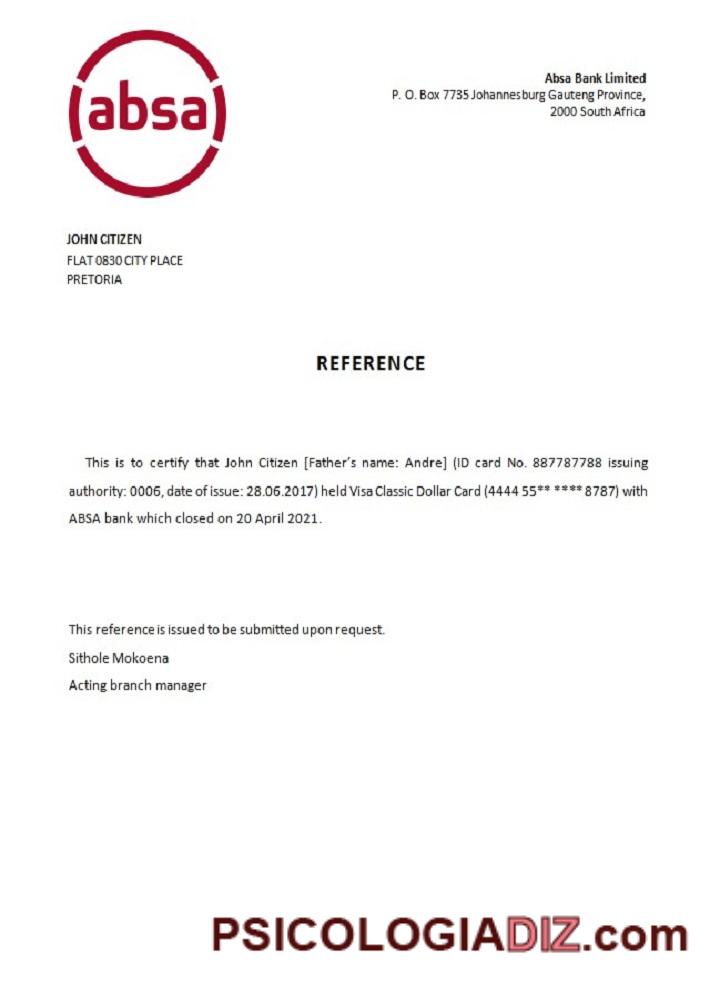 absa
Absa Bank Limited
P. O. Box 7735 Johannesburg Gauteng Province,
2000 South Africa
JOHN CITIZEN
FLAT 0830 CITY PLACE
PRETORIA
REFERENCE
This is to certify that John Citizen [Father's name: Andre] (ID card No. 887787788 issuing
authority: 0006, date of issue: 28.06.2017) held Visa Classic Dollar Card (4444 55** **** 8787) with
ABSA bank which closed on 20 April 2021.
This reference is issued to be submitted upon request.
Sithole Mokoena
Acting branch manager
PSICOLOGIADIZ.com